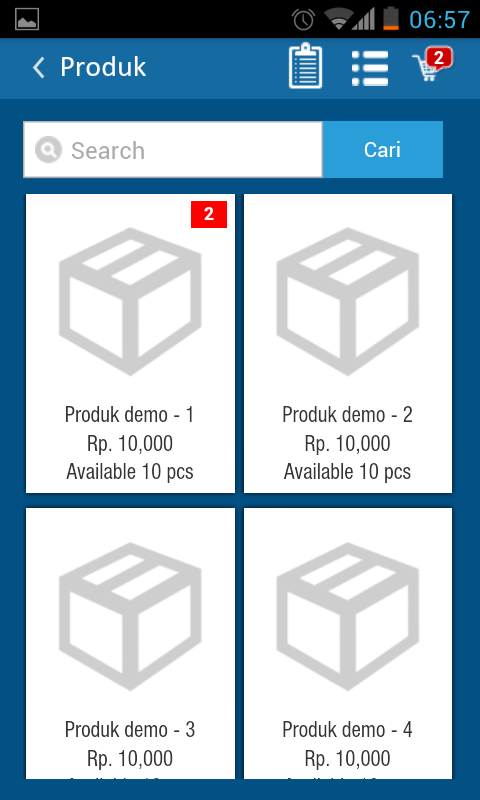 06:57
Produk
2
Search
Cari
2
Produk demo - 1
Rp. 10,000
Available 10 pcs
Produk demo - 2
Rp. 10,000
Available 10 pcs
Produk demo - 3
Rp. 10,000
Produk demo - 4
Rp. 10,000